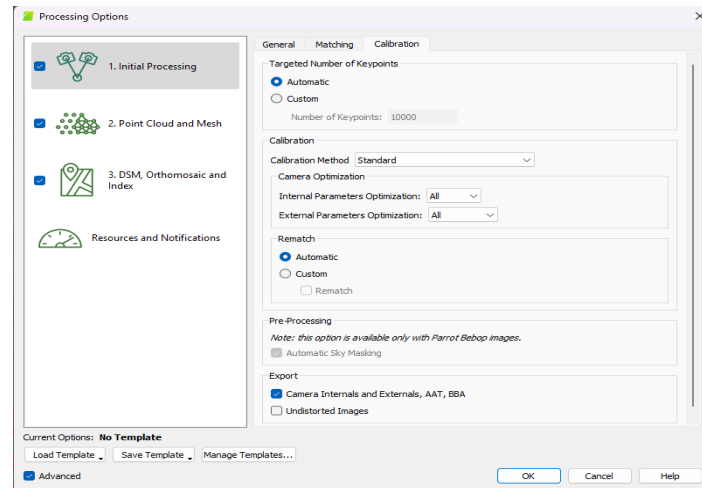 Processing Options
1. Initial Processing
2. Point Cloud and Mesh
3. DSM, Orthomosaic and
Index
Resources and Notifications
General Matching Calibration
Targeted Number of Keypoints
Automatic
Custom
Number of Keypoints: 10000
Calibration
Calibration Method Standard
Camera Optimization
Internal Parameters Optimization: All
External Parameters Optimization: All
Rematch
Automatic
Custom
Rematch
Pre-Processing
Note: this option is available only with Parrot Bebop images.
Automatic Sky Masking
Export
Camera Internals and Externals, AAT, BBA
Undistorted Images
Current Options: No Template
Load Template Save Template Manage Templates...
Advanced
OK Cancel Help